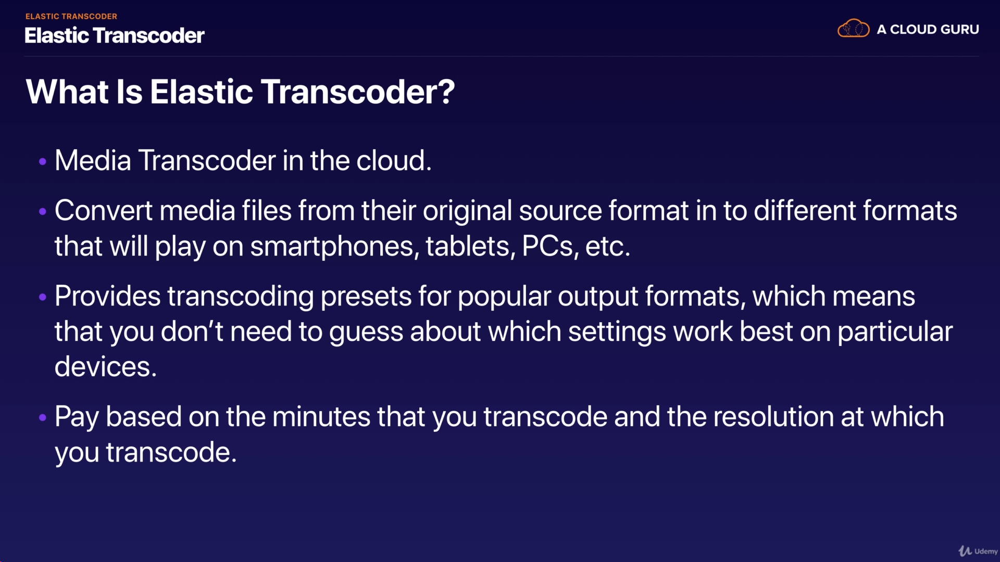 ELASTIC TRANSCODER
Elastic Transcoder
A CLOUD GURU
What Is Elastic Transcoder?
• Media Transcoder in the cloud.
• Convert media files from their original source format in to different formats
that will play on smartphones, tablets, PCs, etc.
• Provides transcoding presets for popular output formats, which means
that you don’t need to guess about which settings work best on particular
devices.
• Pay based on the minutes that you transcode and the resolution at which
you transcode.
Udemy